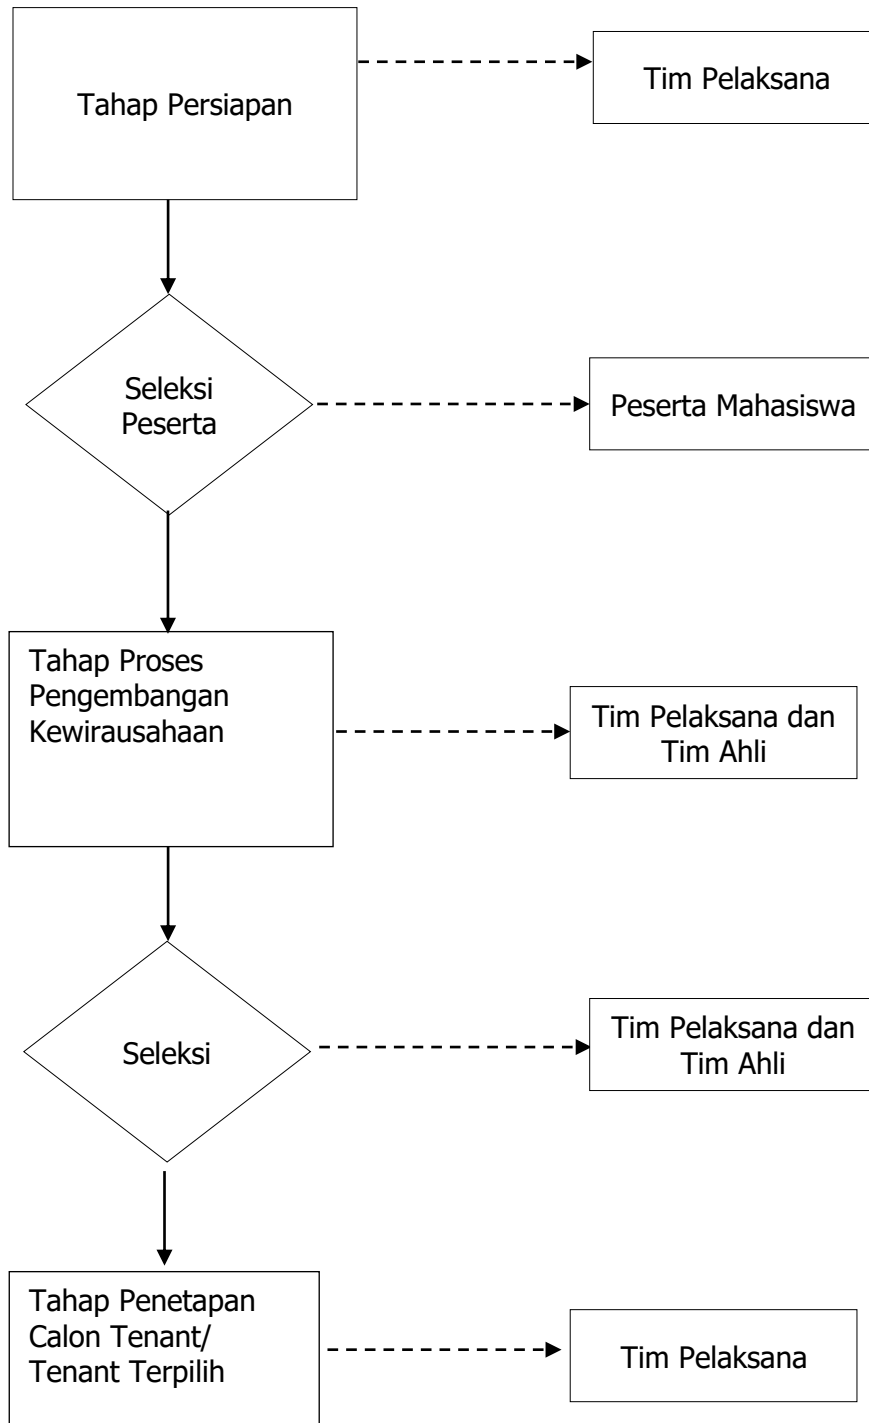 Tahap Persiapan
Tim Pelaksana
Seleksi
Peserta
Peserta Mahasiswa
Tahap Proses
Pengembangan
Kewirausahaan
Tim Pelaksana dan
Tim Ahli
Seleksi
Tim Pelaksana dan
Tim Ahli
Tahap Penetapan
Calon Tenant/
Tenant Terpilih
Tim Pelaksana